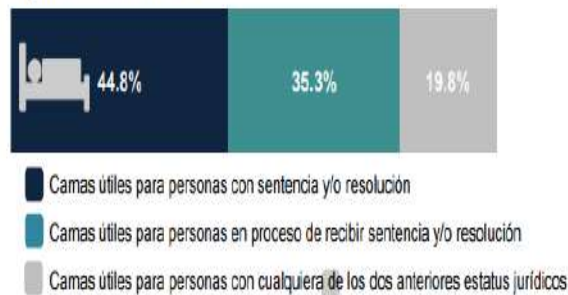 44.8% 35.3% 19.8%
Camas útiles para personas con sentencia y/o resolución
Camas útiles para personas en proceso de recibir sentencia y/o resolución
Camas útiles para personas con cualquiera de los dos anteriores estatus jurídicos